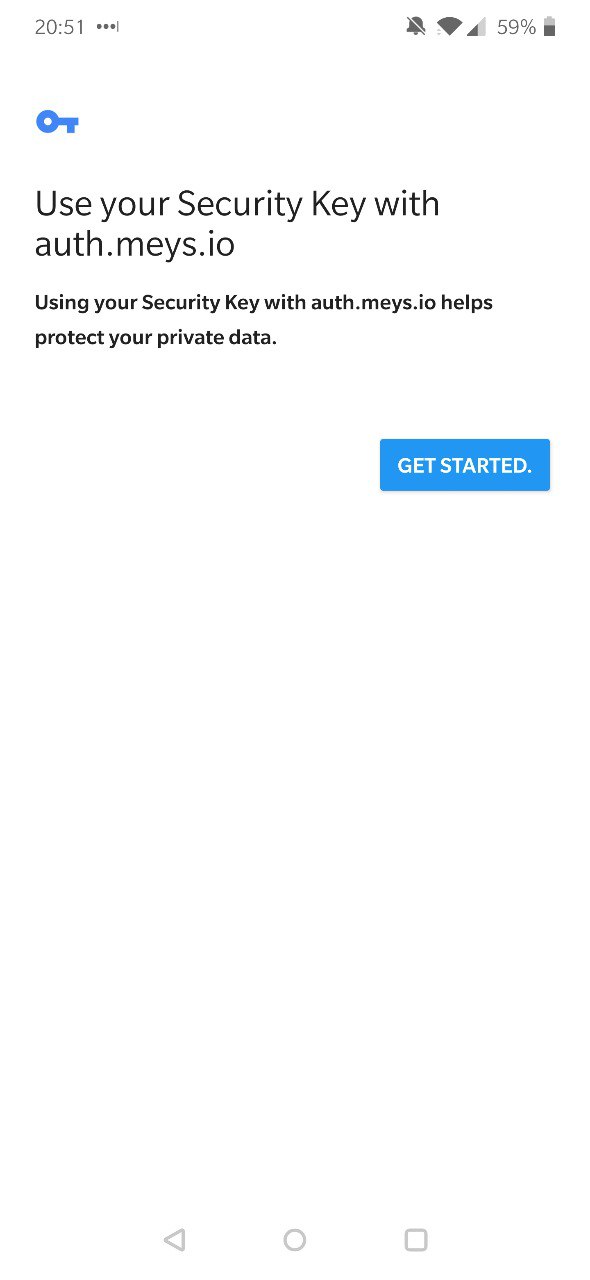 20:51
59%
Use your Security Key with
auth.meys.io
Using your Security Key with auth.meys.io helps
protect your private data.
GET STARTED.